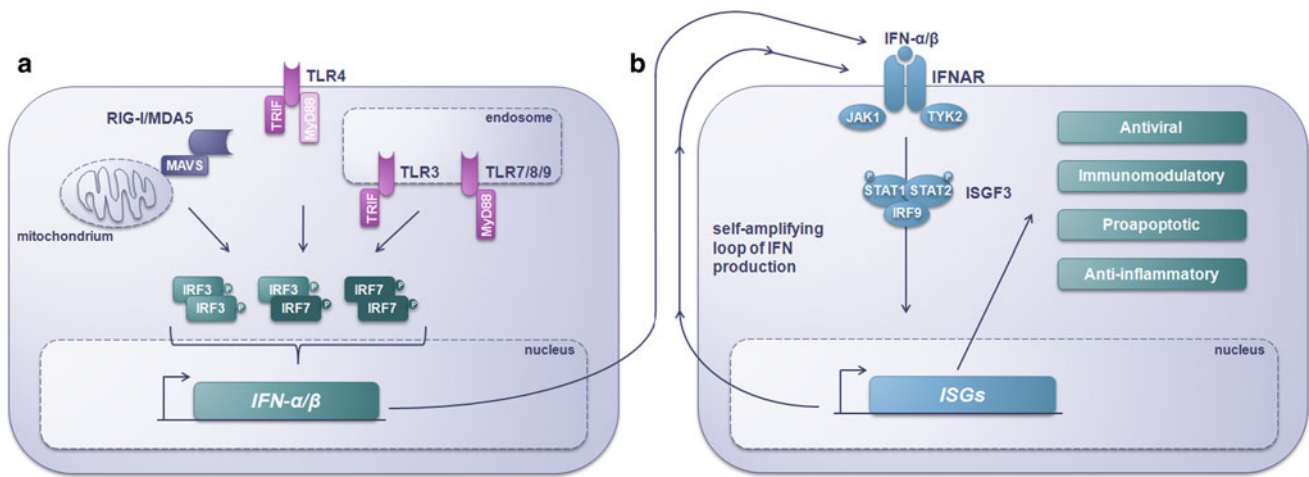 a
TLR4
TRIF
MyD88
RIG-I/MDA5
MAVS
mitochondrium
endosome
TLR3
TLR7/8/9
TRIF
MyD88
IRF3
P
IRF3
P
IRF3
P
IRF7
P
IRF7
P
IRF7
P
nucleus
IFN-α/β
b
IFN-α/β
IFNAR
JAK1
TYK2
P
P
STAT1
STAT2
IRF9
ISGF3
self-amplifying
loop of IFN
production
Antiviral
Immunomodulatory
Proapoptotic
Anti-inflammatory
nucleus
ISGs